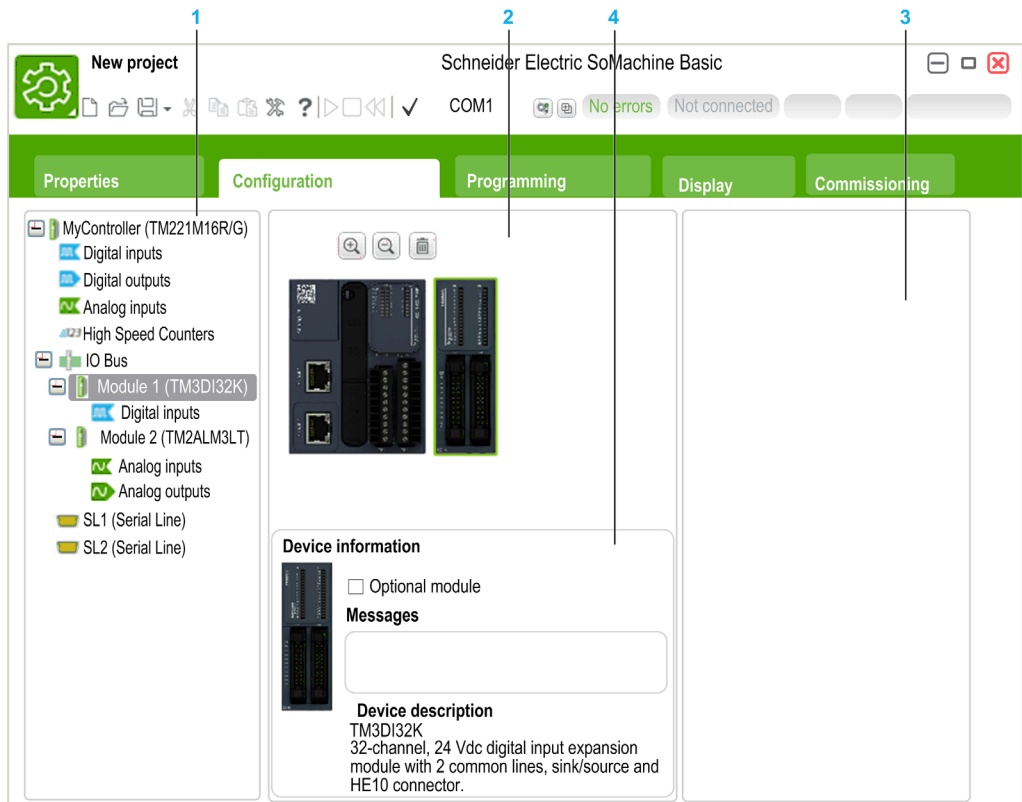 1
2
4
3
New project
Schneider Electric SoMachine Basic
?
COM1
No errors
Not connected
Properties
Configuration
Programming
Display
Commissioning
MyController (TM221M16R/G)
Digital inputs
Digital outputs
Analog inputs
123 High Speed Counters
IO Bus
Module 1 (TM3DI32K)
Digital inputs
Module 2 (TM2ALM3LT)
Analog inputs
Analog outputs
SL1 (Serial Line)
SL2 (Serial Line)
Device information
Optional module
Messages
Device description
TM3DI32K
32-channel, 24 Vdc digital input expansion
module with 2 common lines, sink/source and
HE10 connector.